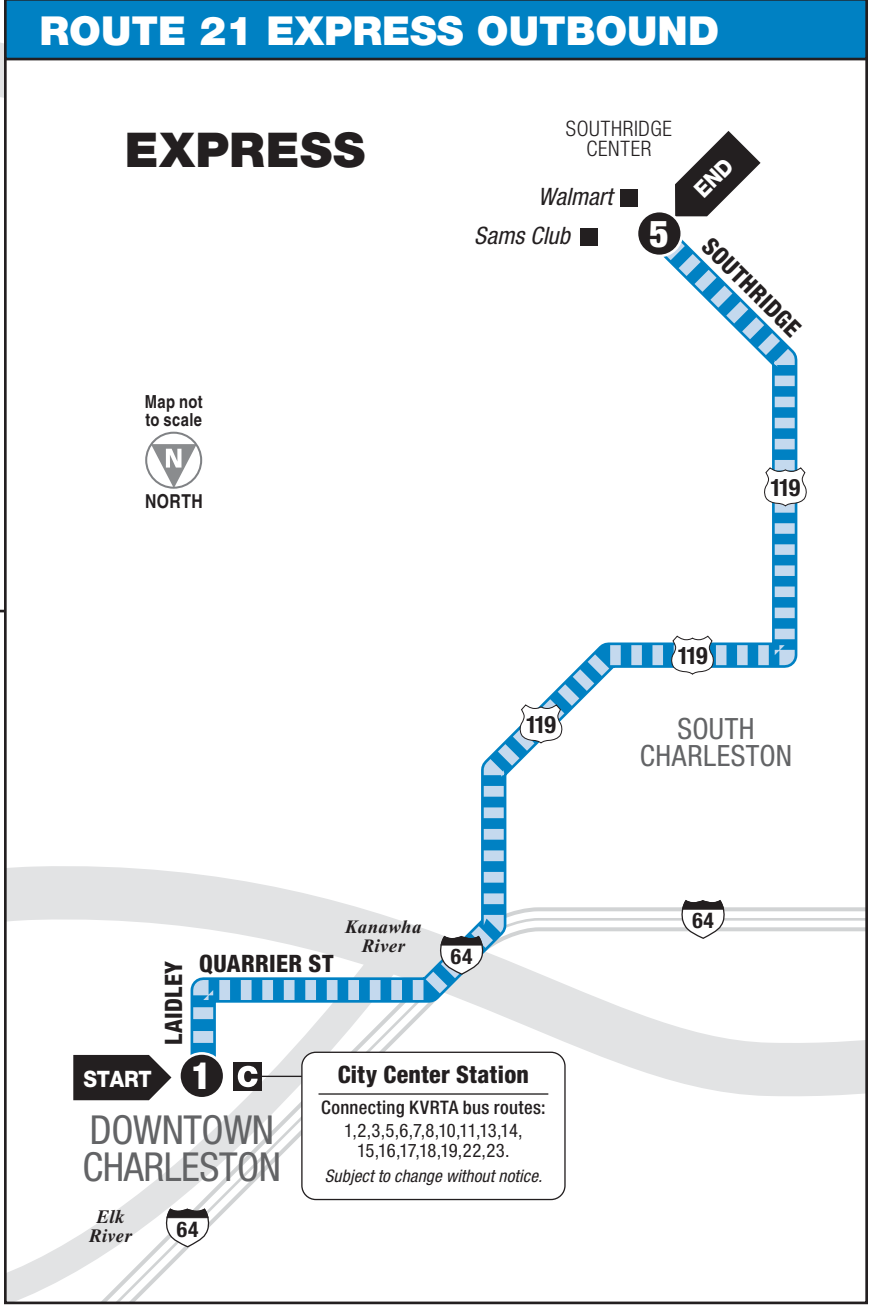 ROUTE 21 EXPRESS OUTBOUND
EXPRESS
SOUTHRIDGE
CENTER
END
Walmart
Sams Club
5
SOUTHRIDGE
Map not
to scale
N
NORTH
119
119
119
SOUTH
CHARLESTON
Kanawha
River
64
64
QUARRIER ST
LAIDLEY
START
1
C
City Center Station
Connecting KVRTA bus routes:
1,2,3,5,6,7,8,10,11,13,14,
15,16,17,18,19,22,23.
Subject to change without notice.
DOWNTOWN
CHARLESTON
Elk
River
64